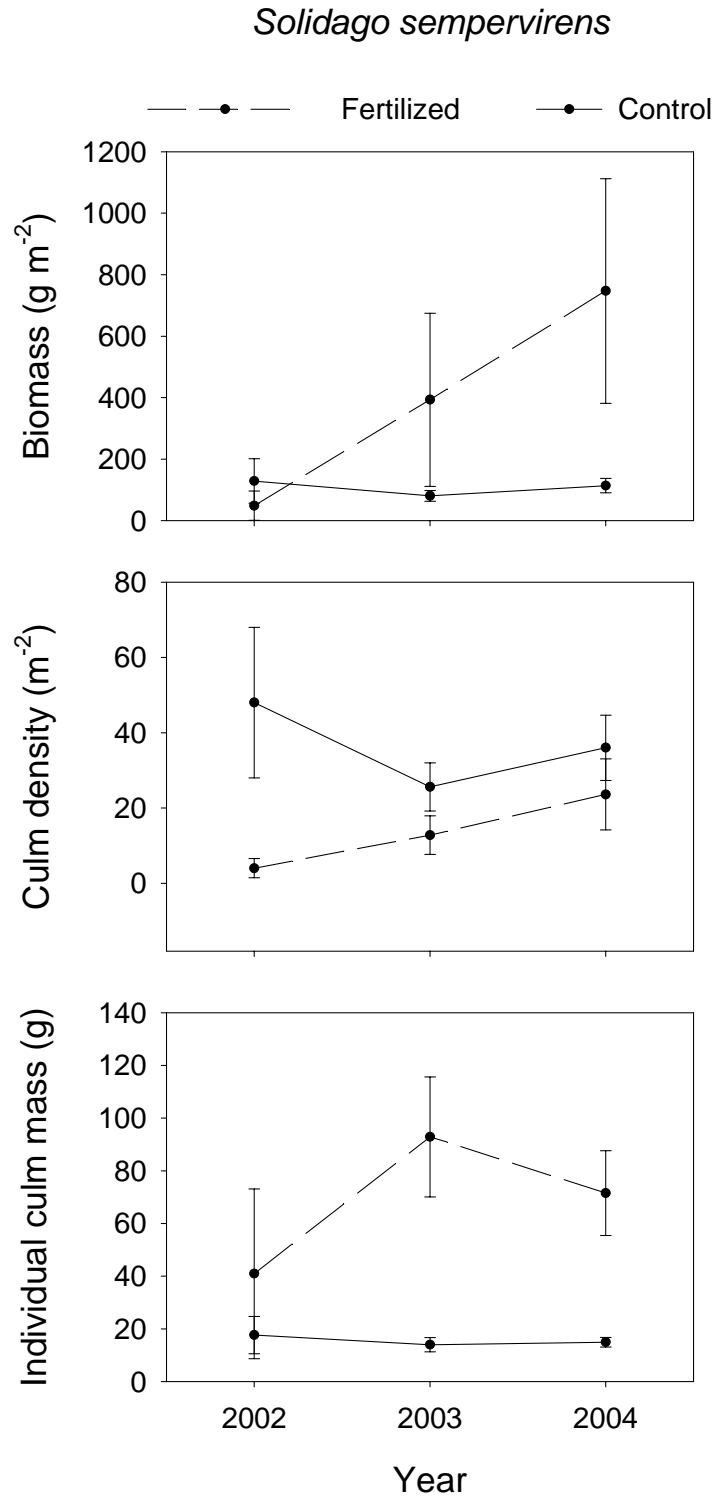 Solidago sempervirens
Fertilized Control
Biomass (g m-2)
1200
1000
800
600
400
200
0
Culm density (m-2)
80
60
40
20
0
Individual culm mass (g)
140
120
100
80
60
40
20
0
2002 2003 2004
Year